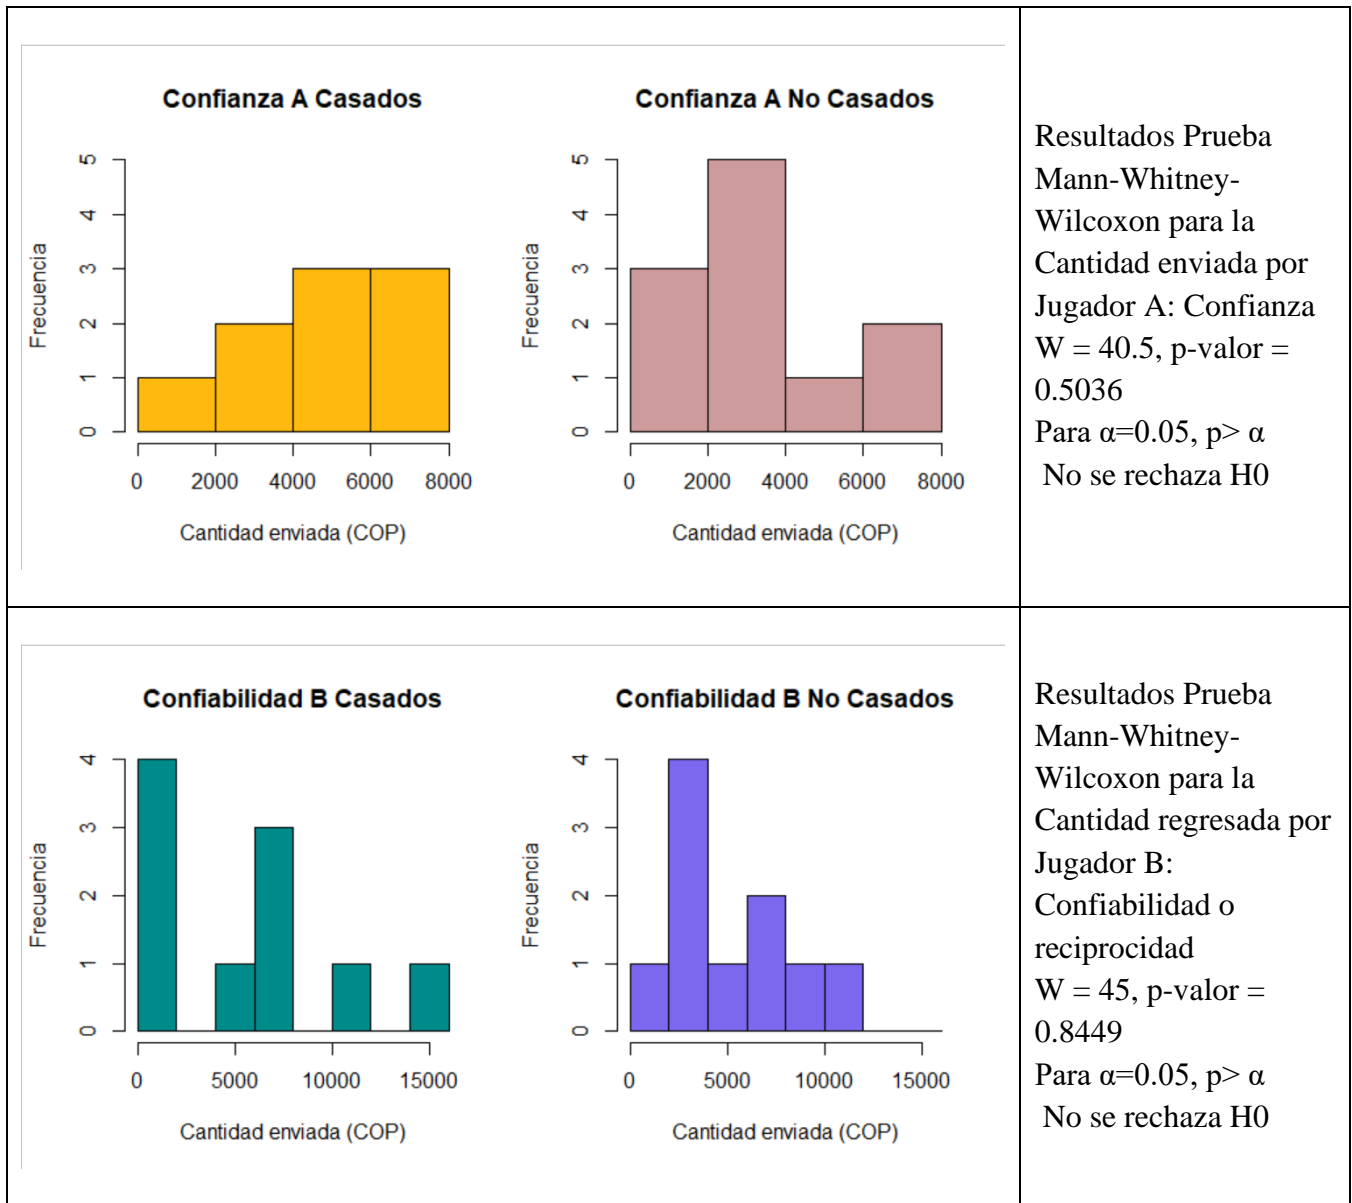 Confianza A Casados
5
4
3
2
1
0
Frecuencia
0 2000 4000 6000 8000
Cantidad enviada (COP)
Confianza A No Casados
5
4
3
2
1
0
Frecuencia
0 2000 4000 6000 8000
Cantidad enviada (COP)
Resultados Prueba
Mann-Whitney-
Wilcoxon para la
Cantidad enviada por
Jugador A: Confianza
W = 40.5, p-valor =
0.5036
Para α=0.05, p> α
No se rechaza H0
Confiabilidad B Casados
4
3
2
1
0
Frecuencia
0 5000 10000 15000
Cantidad enviada (COP)
Confiabilidad B No Casados
4
3
2
1
0
Frecuencia
0 5000 10000 15000
Cantidad enviada (COP)
Resultados Prueba
Mann-Whitney-
Wilcoxon para la
Cantidad regresada por
Jugador B:
Confiabilidad o
reciprocidad
W = 45, p-valor =
0.8449
Para α=0.05, p> α
No se rechaza H0